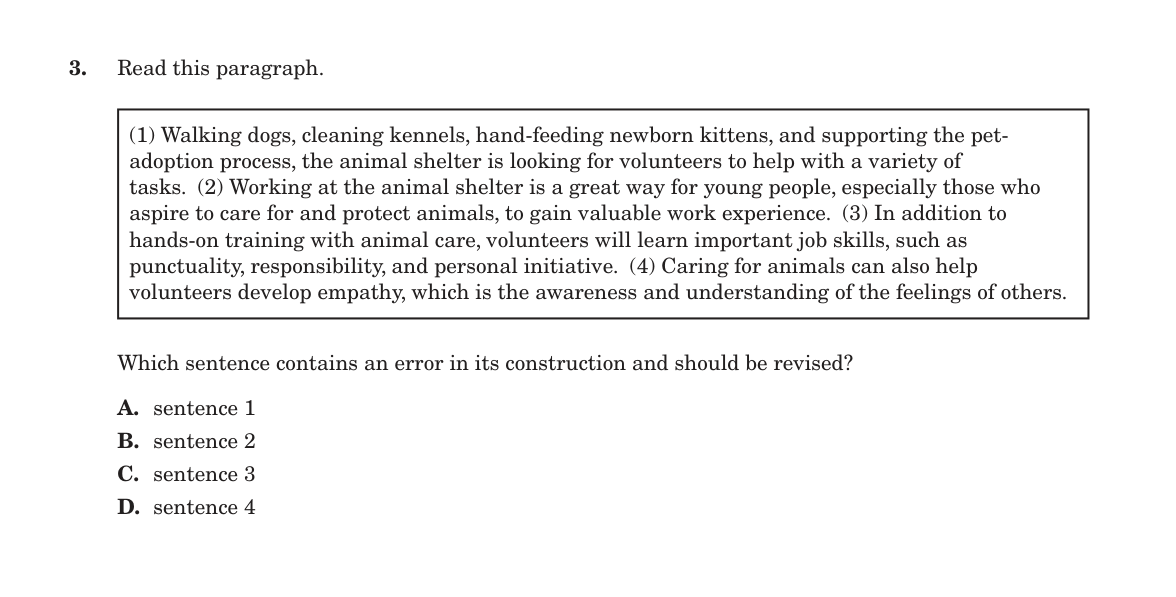 3. Read this paragraph.
(1) Walking dogs, cleaning kennels, hand-feeding newborn kittens, and supporting the pet-
adoption process, the animal shelter is looking for volunteers to help with a variety of
tasks. (2) Working at the animal shelter is a great way for young people, especially those who
aspire to care for and protect animals, to gain valuable work experience. (3) In addition to
hands-on training with animal care, volunteers will learn important job skills, such as
punctuality, responsibility, and personal initiative. (4) Caring for animals can also help
volunteers develop empathy, which is the awareness and understanding of the feelings of others.
Which sentence contains an error in its construction and should be revised?
A. sentence 1
B. sentence 2
C. sentence 3
D. sentence 4